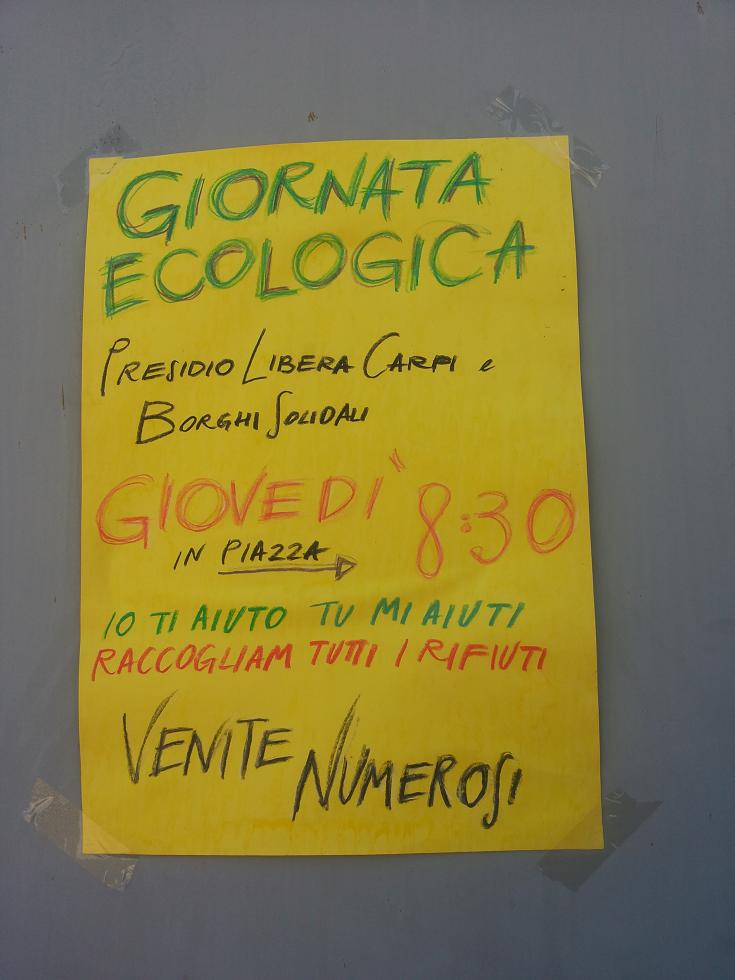 GIORNATA
ECOLOGICA
PRESIDIO LIBERA CARPI e
BORGHI SOLIDALI
GIOVEDI` 8:30
IN PIAZZA
IO TI AIUTO TU MI AIUTI
RACCOGLIAM TUTTI I RIFIUTI
VENITE NUMEROSI